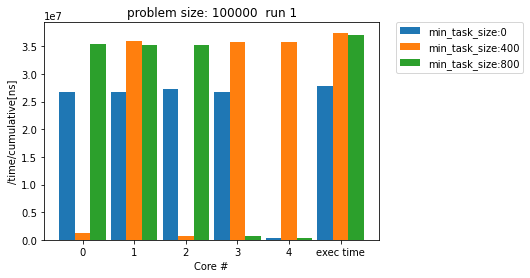 problem size: 100000  run 1
1e7
3.5
3.0
2.5
2.0
1.5
1.0
0.5
0.0
/time/cumulative[ns]
0 1 2 3 4 exec time
Core #
min_task_size:0
min_task_size:400
min_task_size:800